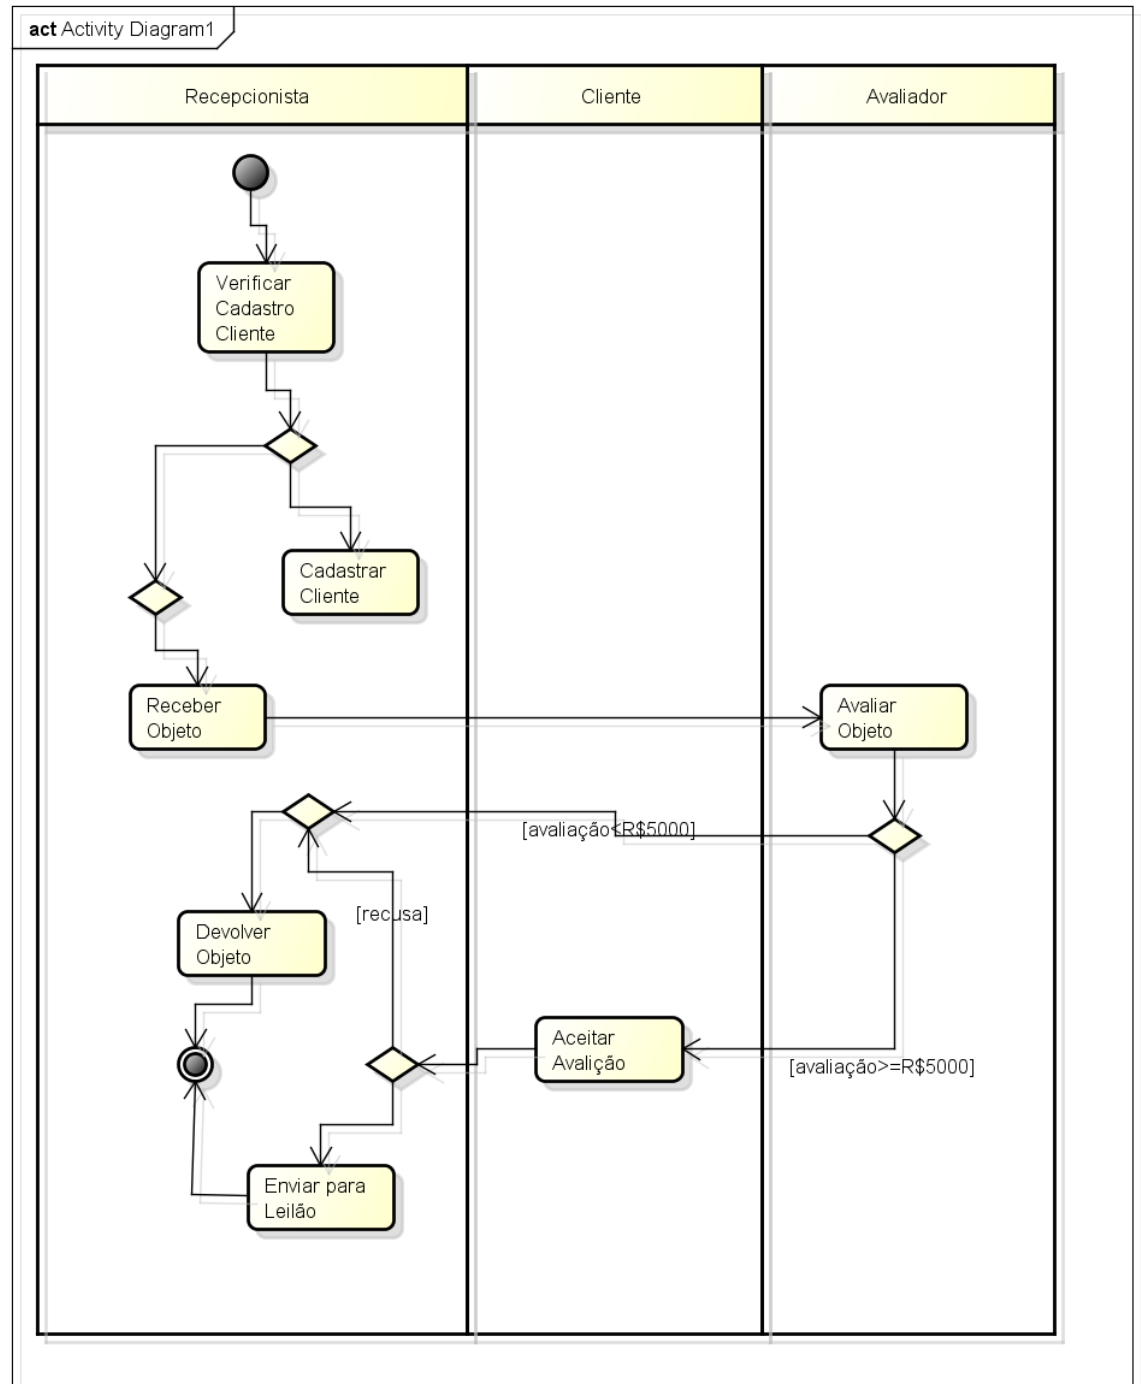 act Activity Diagram1
Recepcionista
Cliente
Avaliador
Verificar
Cadastro
Cliente
Cadastrar
Cliente
Receber
Objeto
Avaliar
Objeto
[avaliação<R$5000]
[recusa]
Devolver
Objeto
Aceitar
Avalição
[avaliação>=R$5000]
Enviar para
Leilão